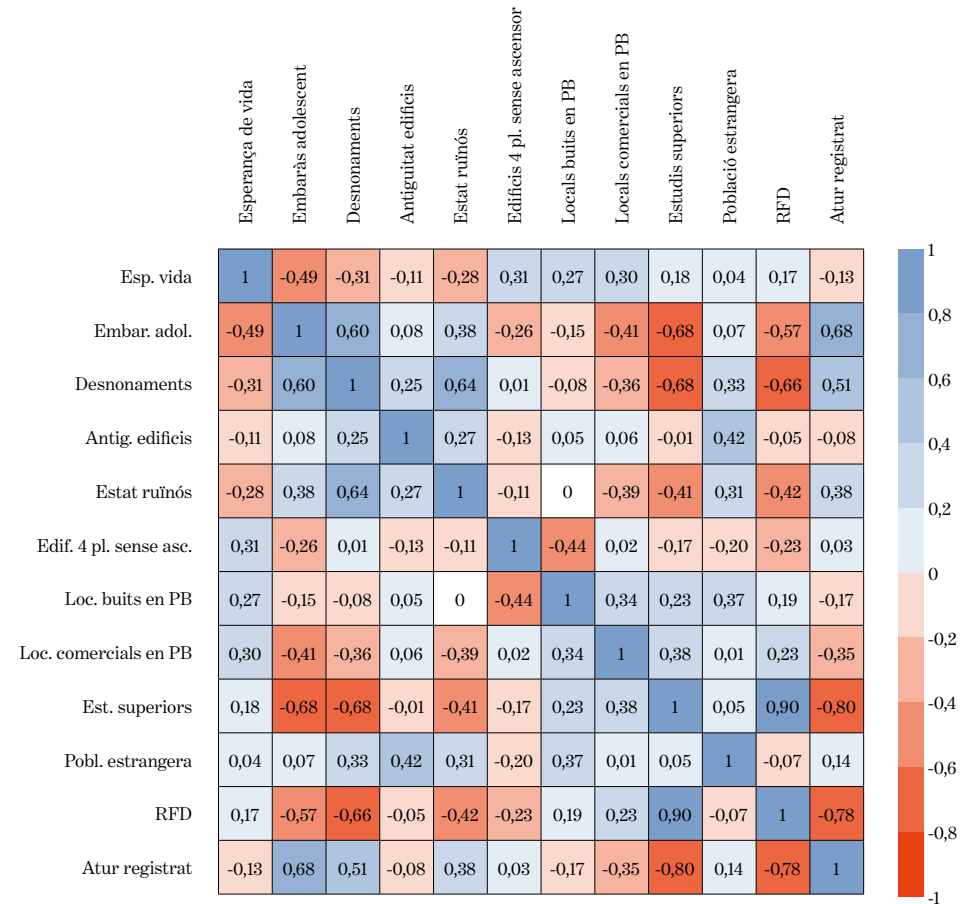 Esperança de vida
Embaràs adolescent
Desnonaments
Antiguitat edificis
Estat ruïnós
Edificis 4 pl. sense ascensor
Locals buits en PB
Locals comercials en PB
Estudis superiors
Població estrangera
RFD
Atur registrat
Esp. vida 1 -0,49 -0,31 -0,11 -0,28 0,31 0,27 0,30 0,18 0,04 0,17 -0,13
Embar. adol. -0,49 1 0,60 0,08 0,38 -0,26 -0,15 -0,41 -0,68 0,07 -0,57 0,68
Desnonaments -0,31 0,60 1 0,25 0,64 0,01 -0,08 -0,36 -0,68 0,33 -0,66 0,51
Antig. edificis -0,11 0,08 0,25 1 0,27 -0,13 0,05 0,06 -0,01 0,42 -0,05 -0,08
Estat ruïnós -0,28 0,38 0,64 0,27 1 -0,11 0 -0,39 -0,41 0,31 -0,42 0,38
Edif. 4 pl. sense asc. 0,31 -0,26 0,01 -0,13 -0,11 1 -0,44 0,02 -0,17 -0,20 -0,23 0,03
Loc. buits en PB 0,27 -0,15 -0,08 0,05 0 -0,44 1 0,34 0,23 0,37 0,19 -0,17
Loc. comercials en PB 0,30 -0,41 -0,36 0,06 -0,39 0,02 0,34 1 0,38 0,01 0,23 -0,35
Est. superiors 0,18 -0,68 -0,68 -0,01 -0,41 -0,17 0,23 0,38 1 0,05 0,90 -0,80
Pobl. estrangera 0,04 0,07 0,33 0,42 0,31 -0,20 0,37 0,01 0,05 1 -0,07 0,14
RFD 0,17 -0,57 -0,66 -0,05 -0,42 -0,23 0,19 0,23 0,90 -0,07 1 -0,78
Atur registrat -0,13 0,68 0,51 -0,08 0,38 0,03 -0,17 -0,35 -0,80 0,14 -0,78 1
1
0,8
0,6
0,4
0,2
0
-0,2
-0,4
-0,6
-0,8
-1